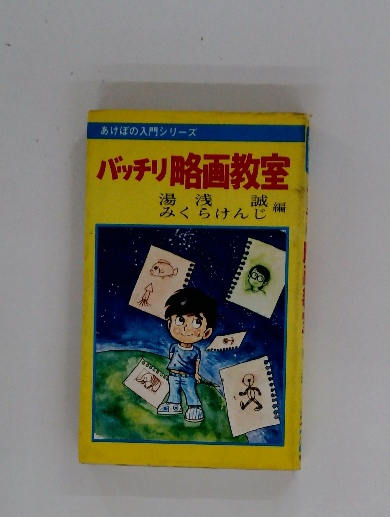 あけぼの入門シリーズ
バッチリ略画教室
湯浅誠
みくらけんじ 編